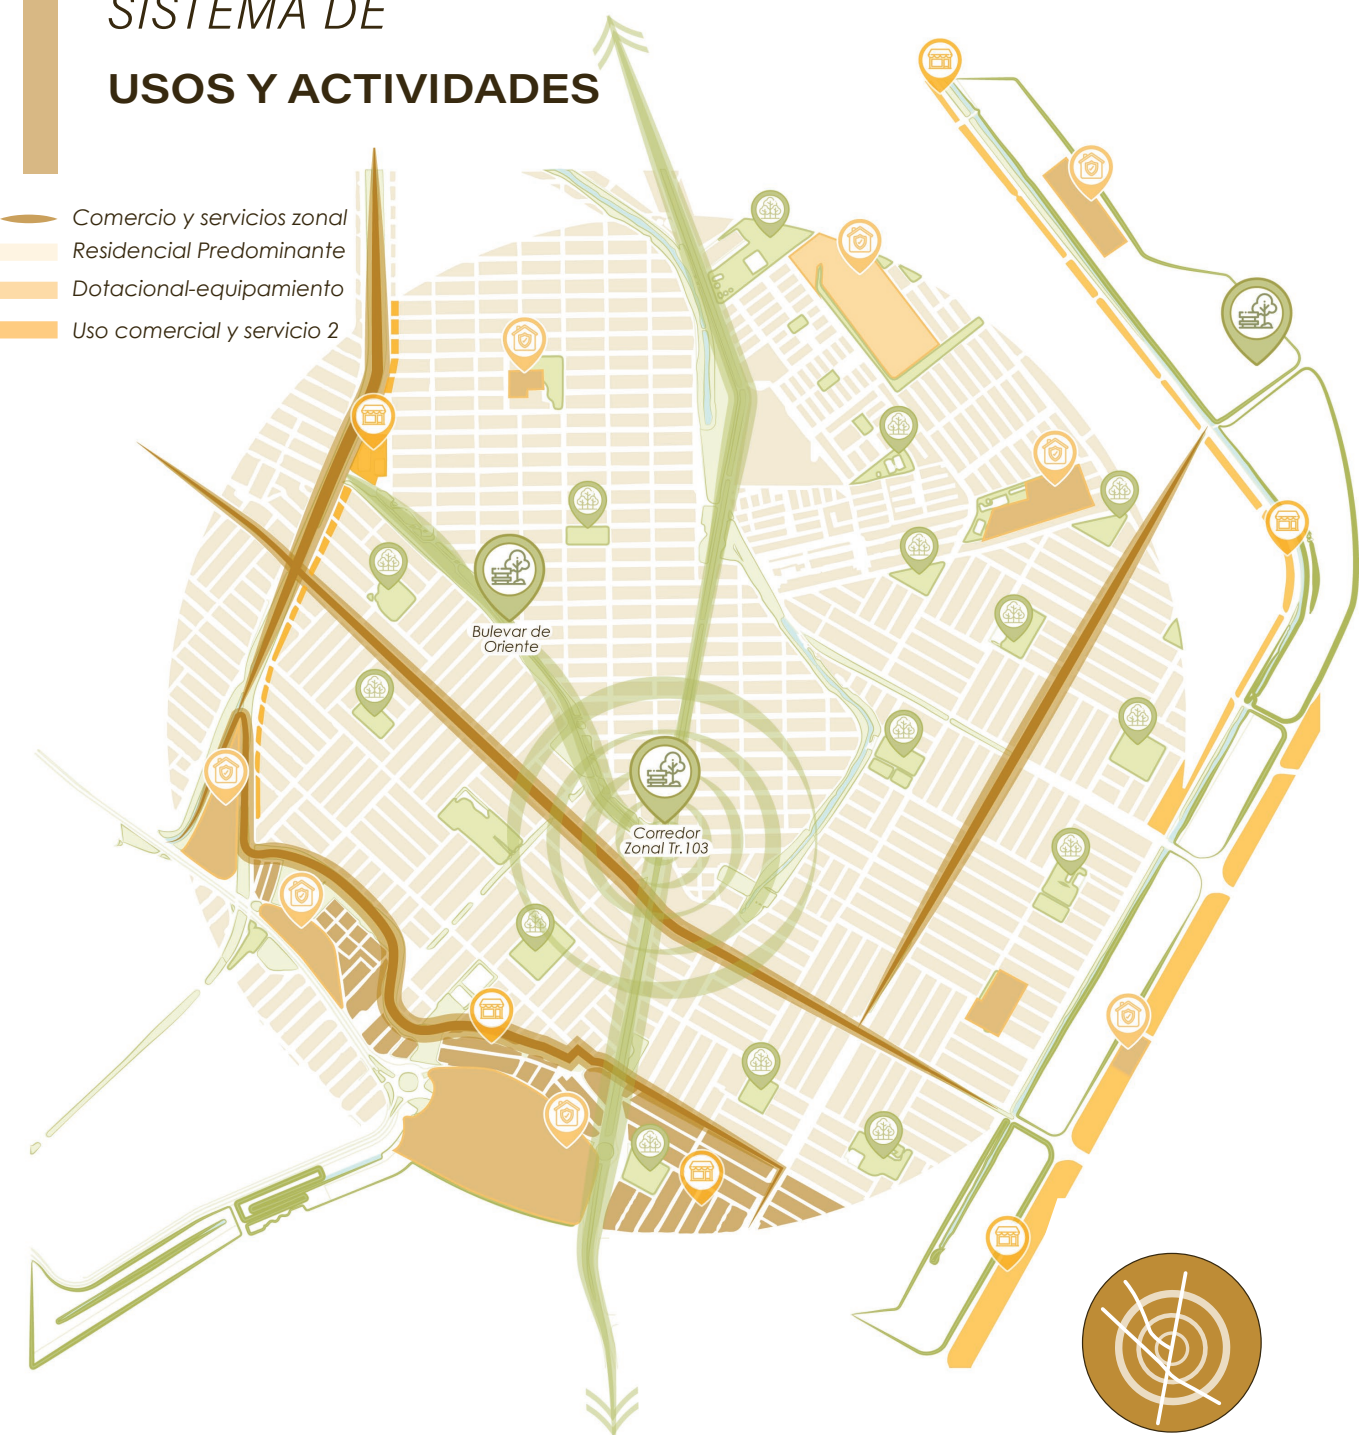 SISTEMA DE
USOS Y ACTIVIDADES
Comercio y servicios zonal
Residencial Predominante
Dotacional-equipamiento
Uso comercial y servicio 2
Bulevar de
Oriente
Corredor
Zonal Tr.103